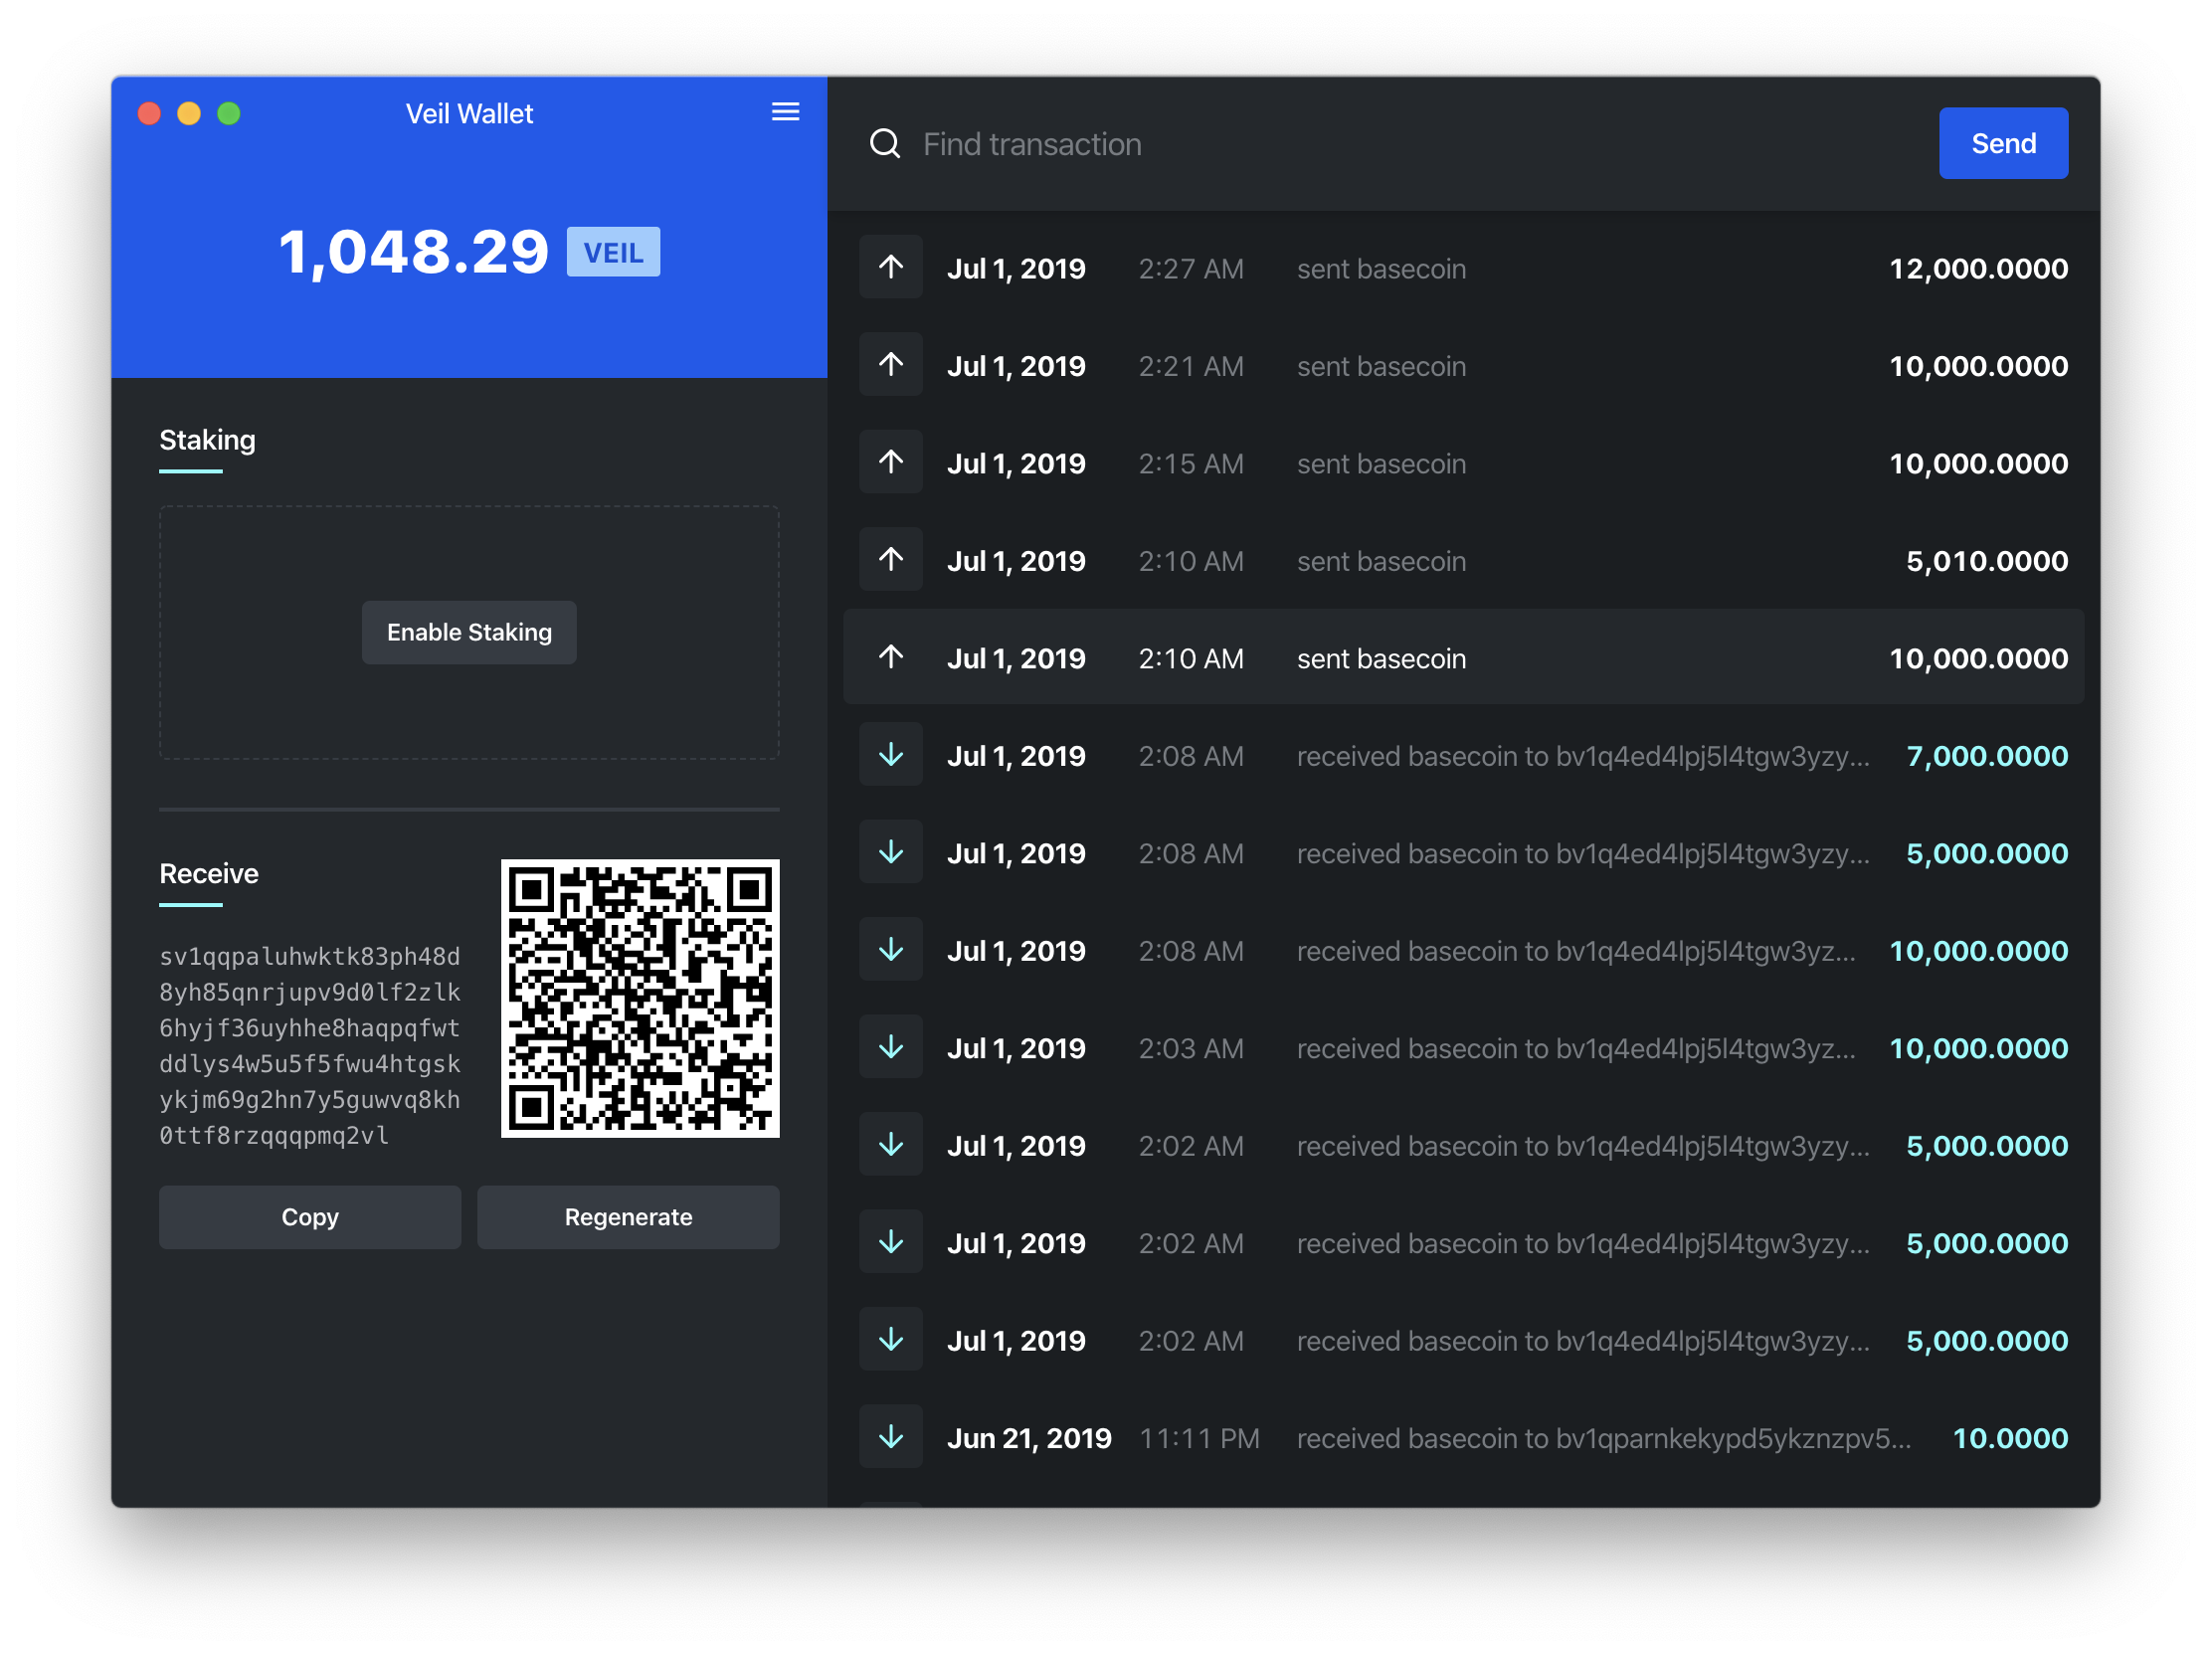 Veil Wallet
1,048.29 VEIL
Staking
Enable Staking
Receive
sv1qqpaluhwktk83ph48d
8yh85qnrjupv9d0lf2zlk
6hyjf36uyhhe8haqpqfwt
ddlys4w5u5f5fwu4htgsk
ykjm69g2hn7y5guwvq8kh
0ttf8rzqqqpmq2vl
Copy Regenerate
Find transaction Send
Jul 1, 2019 2:27 AM sent basecoin 12,000.0000
Jul 1, 2019 2:21 AM sent basecoin 10,000.0000
Jul 1, 2019 2:15 AM sent basecoin 10,000.0000
Jul 1, 2019 2:10 AM sent basecoin 5,010.0000
Jul 1, 2019 2:10 AM sent basecoin 10,000.0000
Jul 1, 2019 2:08 AM received basecoin to bv1q4ed4lpj5l4tgw3yzy... 7,000.0000
Jul 1, 2019 2:08 AM received basecoin to bv1q4ed4lpj5l4tgw3yzy... 5,000.0000
Jul 1, 2019 2:08 AM received basecoin to bv1q4ed4lpj5l4tgw3yz... 10,000.0000
Jul 1, 2019 2:03 AM received basecoin to bv1q4ed4lpj5l4tgw3yz... 10,000.0000
Jul 1, 2019 2:02 AM received basecoin to bv1q4ed4lpj5l4tgw3yzy... 5,000.0000
Jul 1, 2019 2:02 AM received basecoin to bv1q4ed4lpj5l4tgw3yzy... 5,000.0000
Jul 1, 2019 2:02 AM received basecoin to bv1q4ed4lpj5l4tgw3yzy... 5,000.0000
Jun 21, 2019 11:11 PM received basecoin to bv1qparnkekypd5ykznzpv5... 10.0000